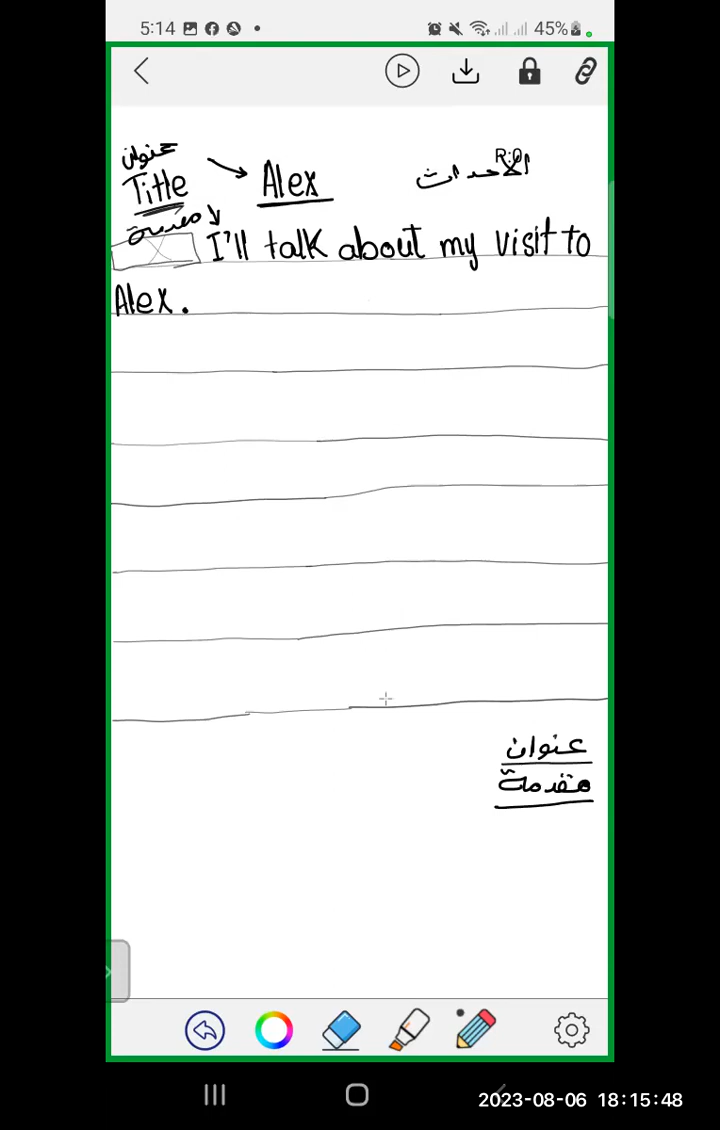 5:14 45%
عنوان
Title Alex الأحداث
مقدمة
I'll talk about my visit to
Alex.
عنوان
مقدمة
2023-08-06 18:15:48